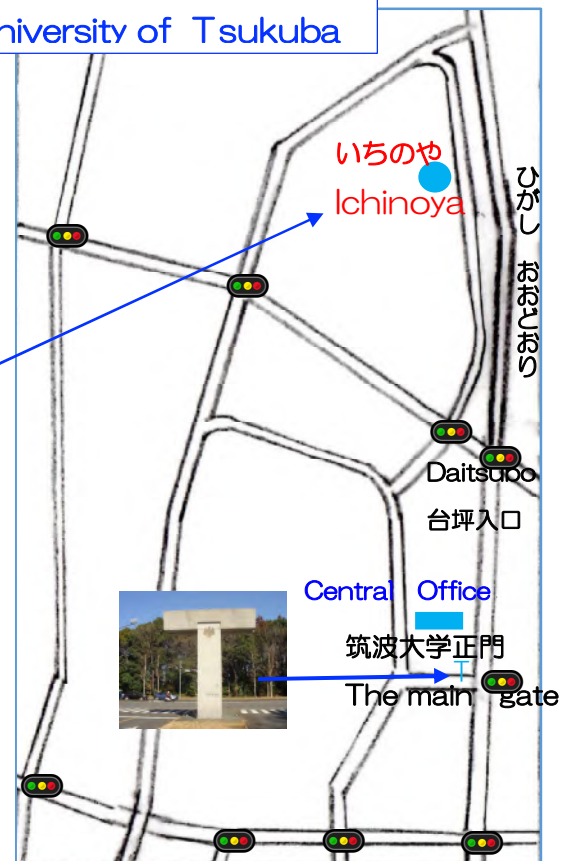 niversity of Tsukuba
いちのや
Ichinoya
ひがし おおどおり
Daitsubo
台坪入口
Central Office
筑波大学正門
T
The main gate